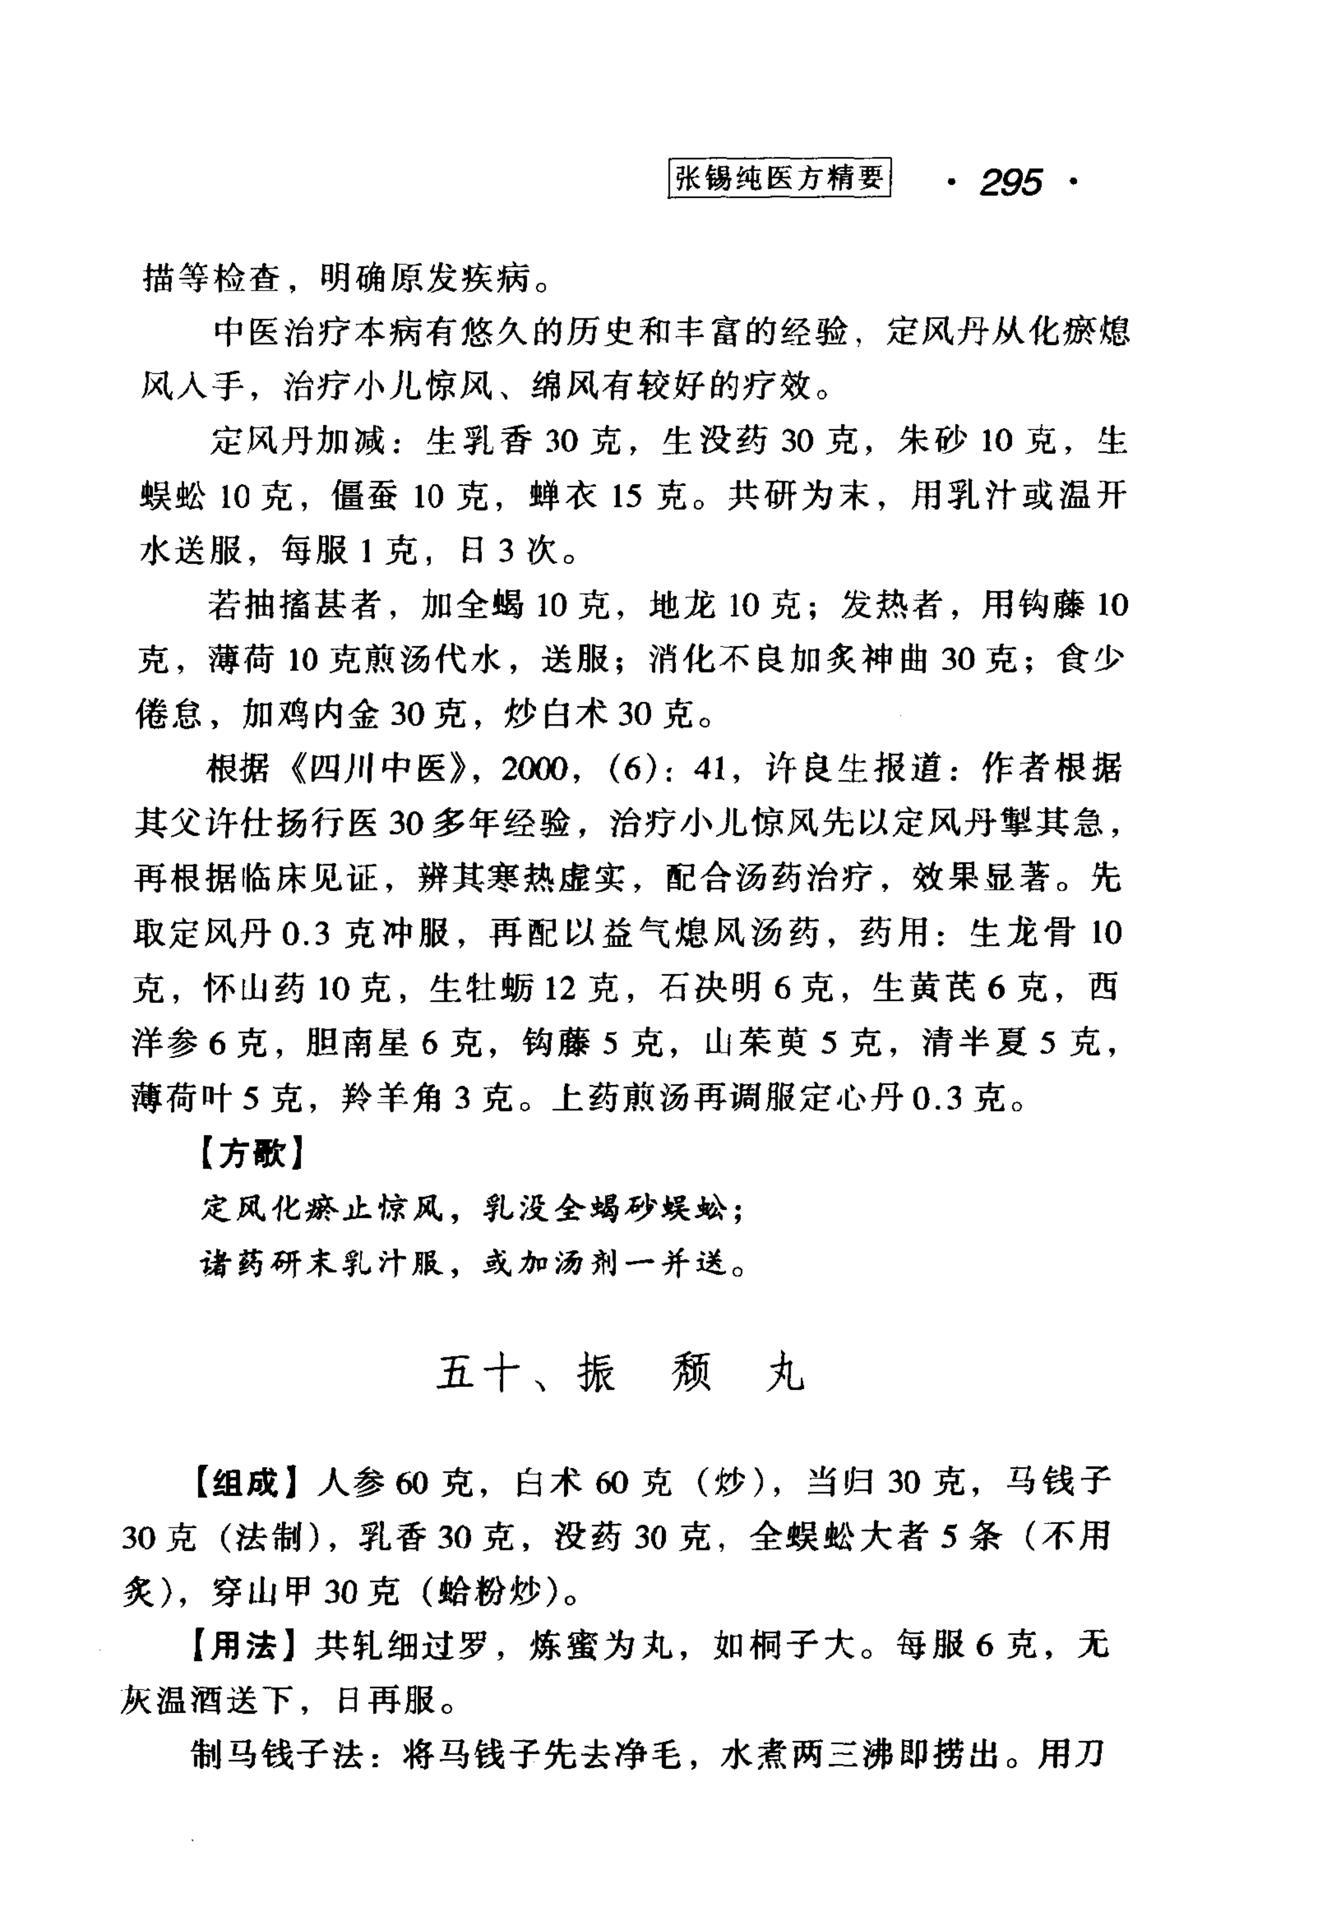 张锡纯医方精要 · 295 ·
描等检查，明确原发疾病。
中医治疗本病有悠久的历史和丰富的经验，定风丹从化瘀熄
风入手，治疗小儿惊风、绵风有较好的疗效。
定风丹加减：生乳香 30 克，生没药 30 克，朱砂 10 克，生
蜈蚣 10 克，僵蚕 10 克，蝉衣 15 克。共研为末，用乳汁或温开
水送服，每服 1 克，日 3 次。
若抽搐甚者，加全蝎 10 克，地龙 10 克；发热者，用钩藤 10
克，薄荷 10 克煎汤代水，送服；消化不良加炙神曲 30 克；食少
倦怠，加鸡内金 30 克，炒白术 30 克。
根据《四川中医》，2000，(6)：41，许良生报道：作者根据
其父许仕扬行医 30 多年经验，治疗小儿惊风先以定风丹掣其急，
再根据临床见证，辨其寒热虚实，配合汤药治疗，效果显著。先
取定风丹 0.3 克冲服，再配以益气熄风汤药，药用：生龙骨 10
克，怀山药 10 克，生牡蛎 12 克，石决明 6 克，生黄芪 6 克，西
洋参 6 克，胆南星 6 克，钩藤 5 克，山茱萸 5 克，清半夏 5 克，
薄荷叶 5 克，羚羊角 3 克。上药煎汤再调服定心丹 0.3 克。
【方歌】
定风化瘀止惊风，乳没全蝎砂蜈蚣；
诸药研末乳汁服，或加汤剂一并送。
五十、振 颓 丸
【组成】人参 60 克，白术 60 克（炒），当归 30 克，马钱子
30 克（法制），乳香 30 克，没药 30 克，全蜈蚣大者 5 条（不用
炙），穿山甲 30 克（蛤粉炒）。
【用法】共轧细过罗，炼蜜为丸，如桐子大。每服 6 克，无
灰温酒送下，日再服。
制马钱子法：将马钱子先去净毛，水煮两三沸即捞出。用刀